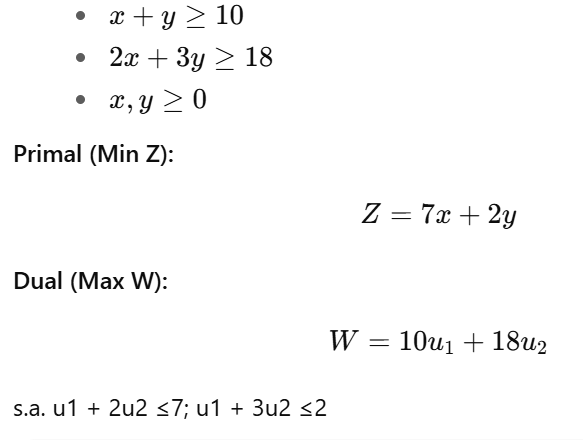 • x + y ≥ 10
• 2x + 3y ≥ 18
• x, y ≥ 0
Primal (Min Z):
Z = 7x + 2y
Dual (Max W):
W = 10u₁ + 18u₂
s.a. u1 + 2u2 ≤7; u1 + 3u2 ≤2